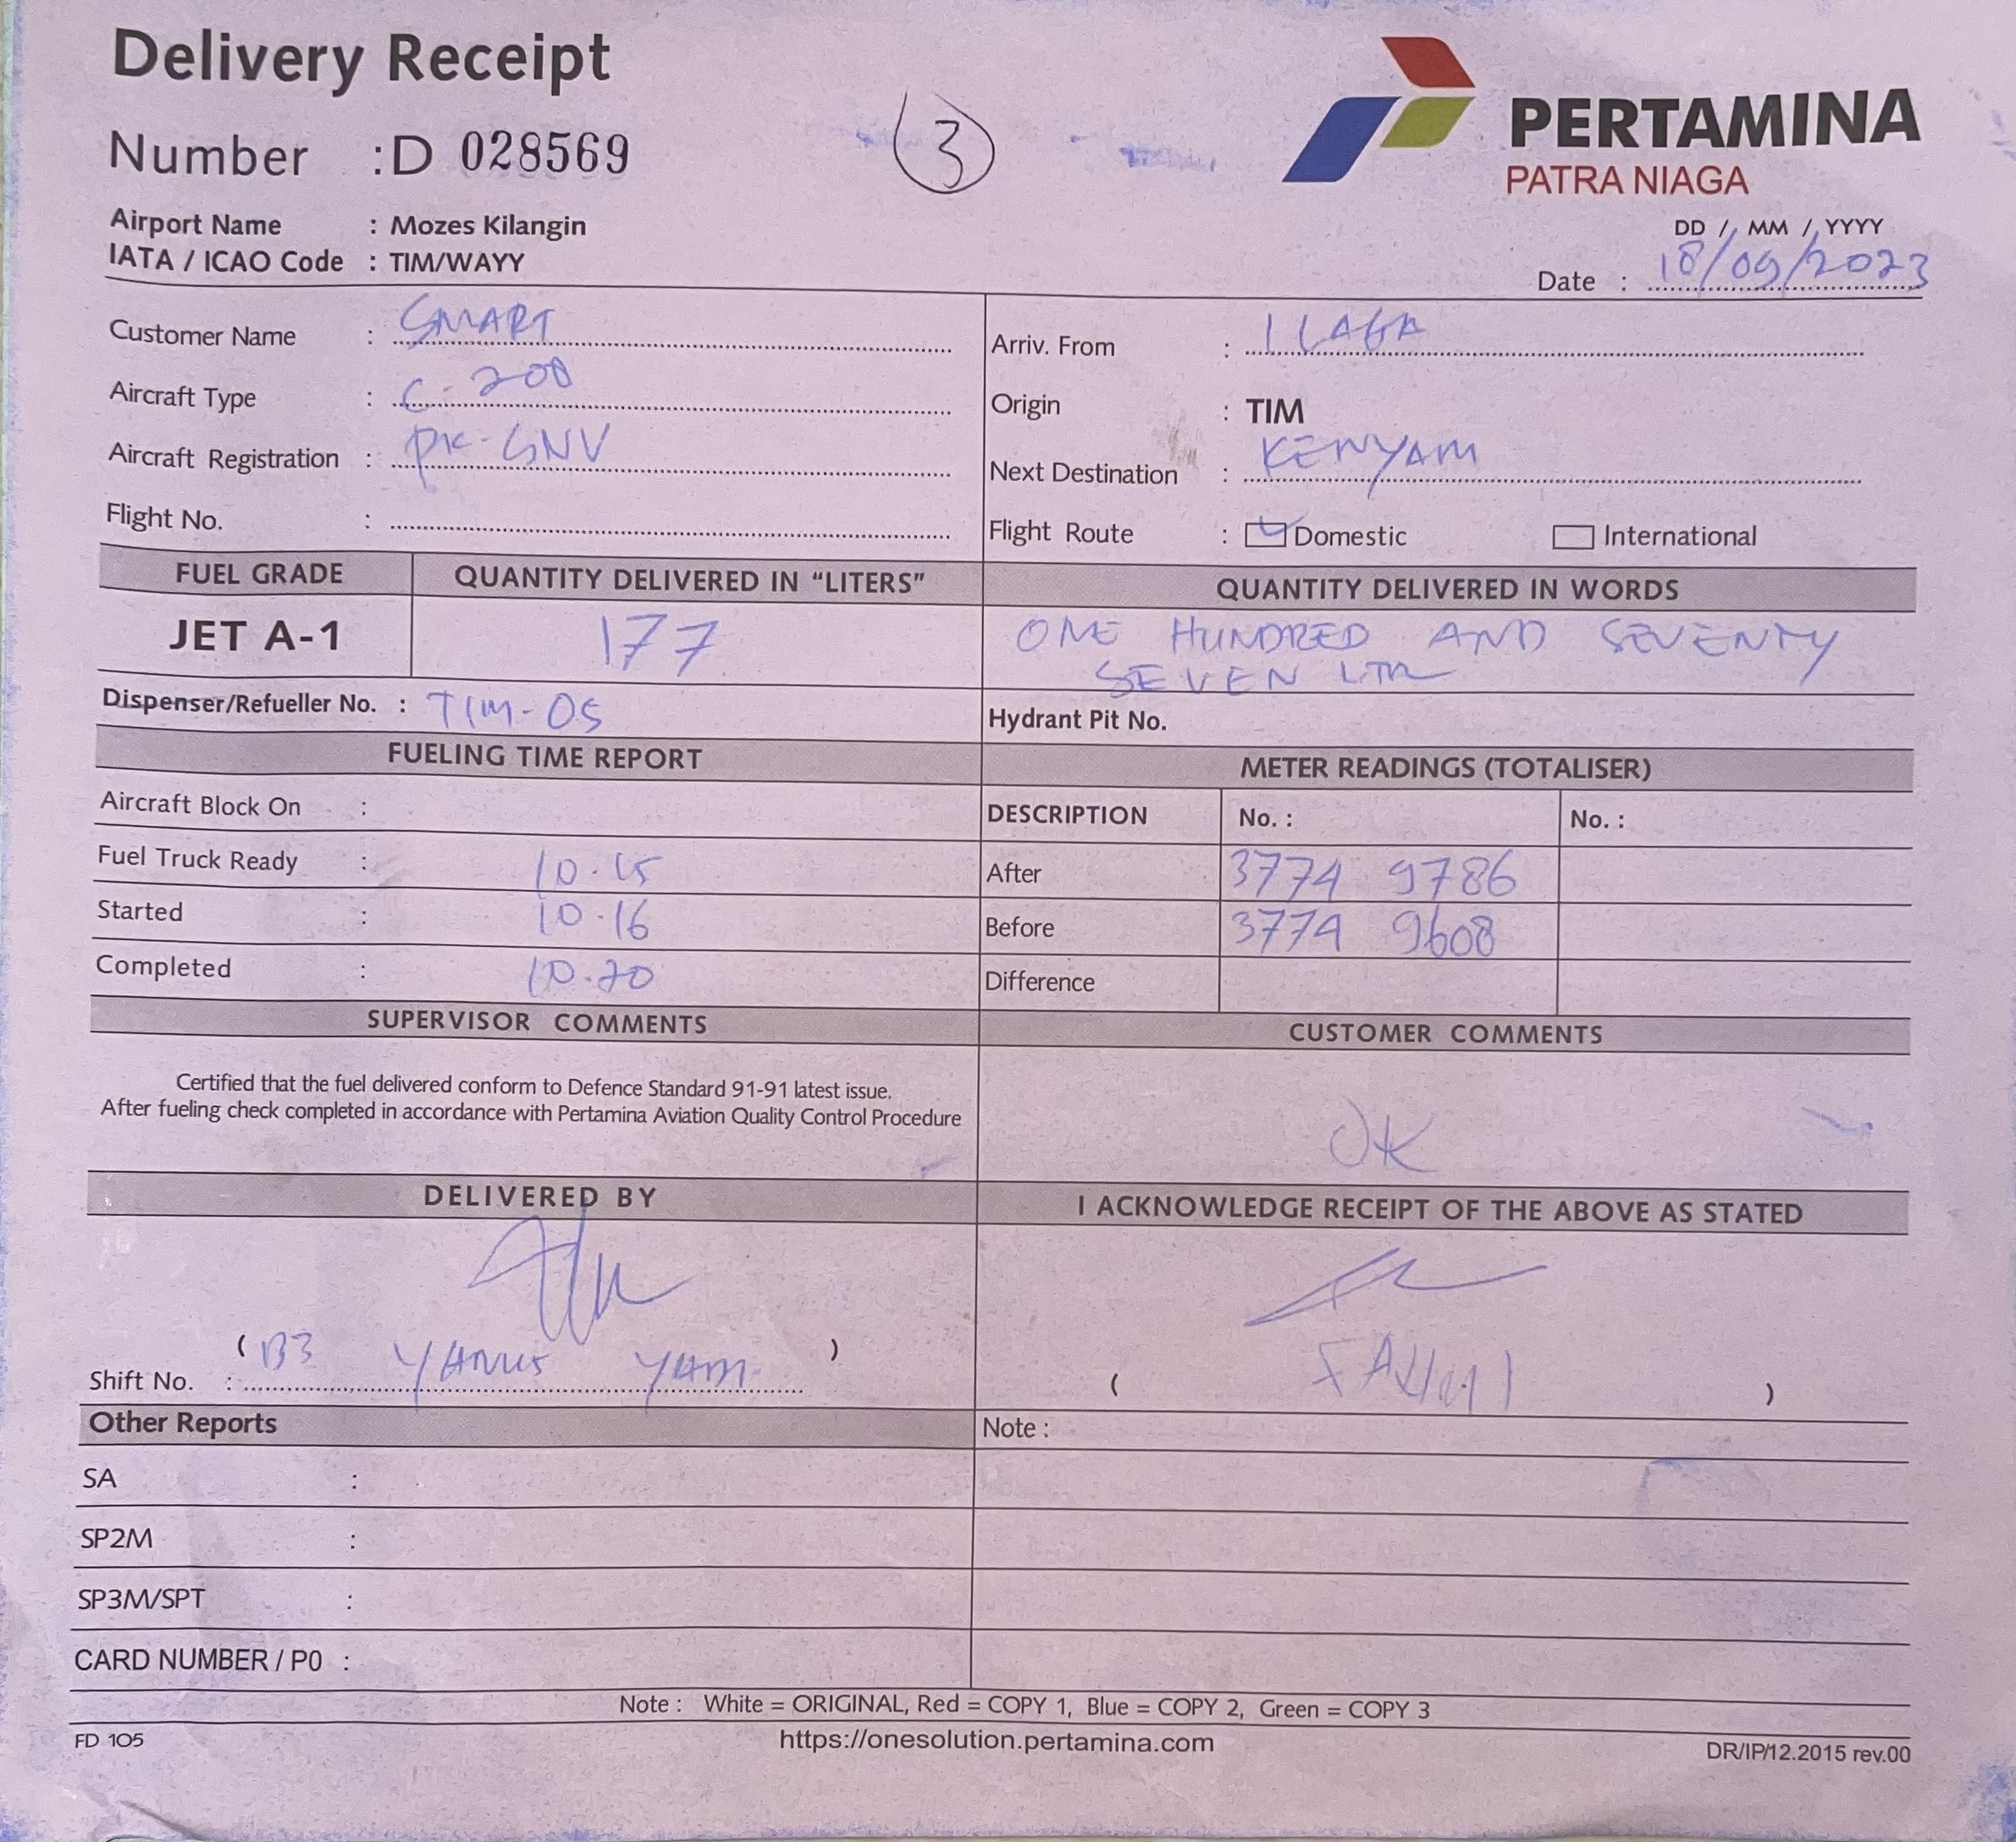 Delivery Receipt
Number : D 028569
3
PERTAMINA
PATRA NIAGA
Airport Name : Mozes Kilangin
IATA / ICAO Code : TIM/WAYY
DD / MM / YYYY
Date : 18/09/2023
Customer Name : SMART
Aircraft Type : C-208
Aircraft Registration : PK-SNV
Flight No. :
Arriv. From : ILAGA
Origin : TIM
Next Destination : KENYAM
Flight Route : Domestic International
FUEL GRADE QUANTITY DELIVERED IN "LITERS" QUANTITY DELIVERED IN WORDS
JET A-1 177 ONE HUNDRED AND SEVENTY
SEVEN LTR
Dispenser/Refueller No. : TIM-05
Hydrant Pit No.
FUELING TIME REPORT
Aircraft Block On :
Fuel Truck Ready : 10.15
Started : 10.16
Completed : 10.20
METER READINGS (TOTALISER)
DESCRIPTION No. : No. :
After 3774 9786
Before 3774 9608
Difference
SUPERVISOR COMMENTS
Certified that the fuel delivered conform to Defence Standard 91-91 latest issue.
After fueling check completed in accordance with Pertamina Aviation Quality Control Procedure
CUSTOMER COMMENTS
OK
DELIVERED BY
( B3 YANUS YAM )
Shift No. :
I ACKNOWLEDGE RECEIPT OF THE ABOVE AS STATED
( )
Other Reports
SA :
SP2M :
SP3M/SPT :
CARD NUMBER / P0 :
Note :
Note : White = ORIGINAL, Red = COPY 1, Blue = COPY 2, Green = COPY 3
FD 105
https://onesolution.pertamina.com
DR/IP/12.2015 rev.00